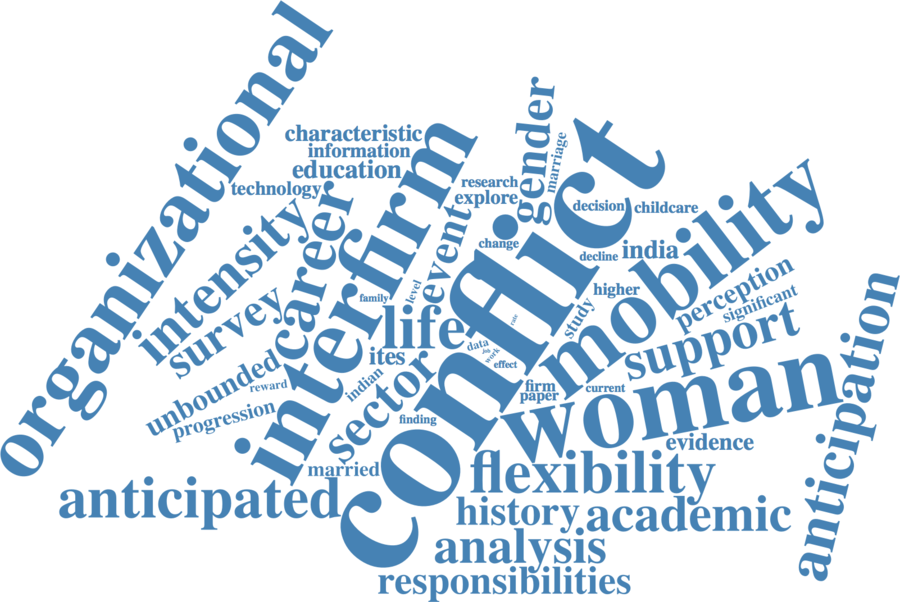 organizational
characteristic
information
education
technology
interfirm
gender
marriage
conflict
research
explore
decision
childcare
mobility
intensity
career
event
change
decline
india
survey
family
level
higher
perception
significant
life
study
rate
support
anticipation
unbounded
reward
ites
data
job
work
effect
progression
indian
sector
firm
paper
current
woman
finding
evidence
married
flexibility
anticipated
history
academic
analysis
responsibilities